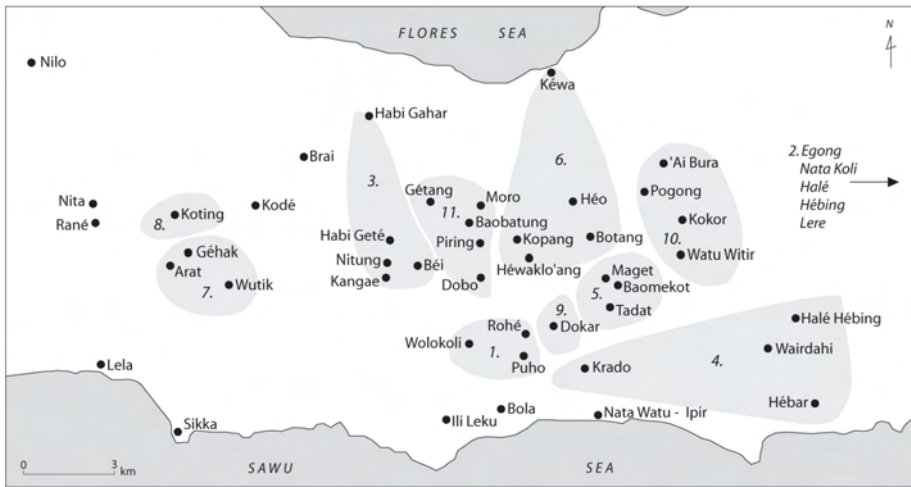 FLORES SEA
N
Nilo
Kéwa
Habi Gahar
Brai
3.
6.
'Ai Bura
2. Egong
Nata Koli
Halé
Hébing
Lere
Nita
Rané
Koting
8.
Kodé
Gétang
11.
Moro
Baobatung
Héo
Pogong
Kokor
10.
Watu Witir
Habi Geté
Piring
Kopang
Botang
Géhak
Arat
7.
Wutik
Nitung
Kangae
Béi
Dobo
Héwaklo'ang
Maget
5.
Baomekot
Tadat
9.
Dokar
Rohé
Wolokoli
1.
Puho
Halé Hébing
Wairdahi
4.
Krado
Hébar
Lela
Sikka
Ili Leku
Bola
Nata Watu - Ipir
0 3
km
SAWU SEA